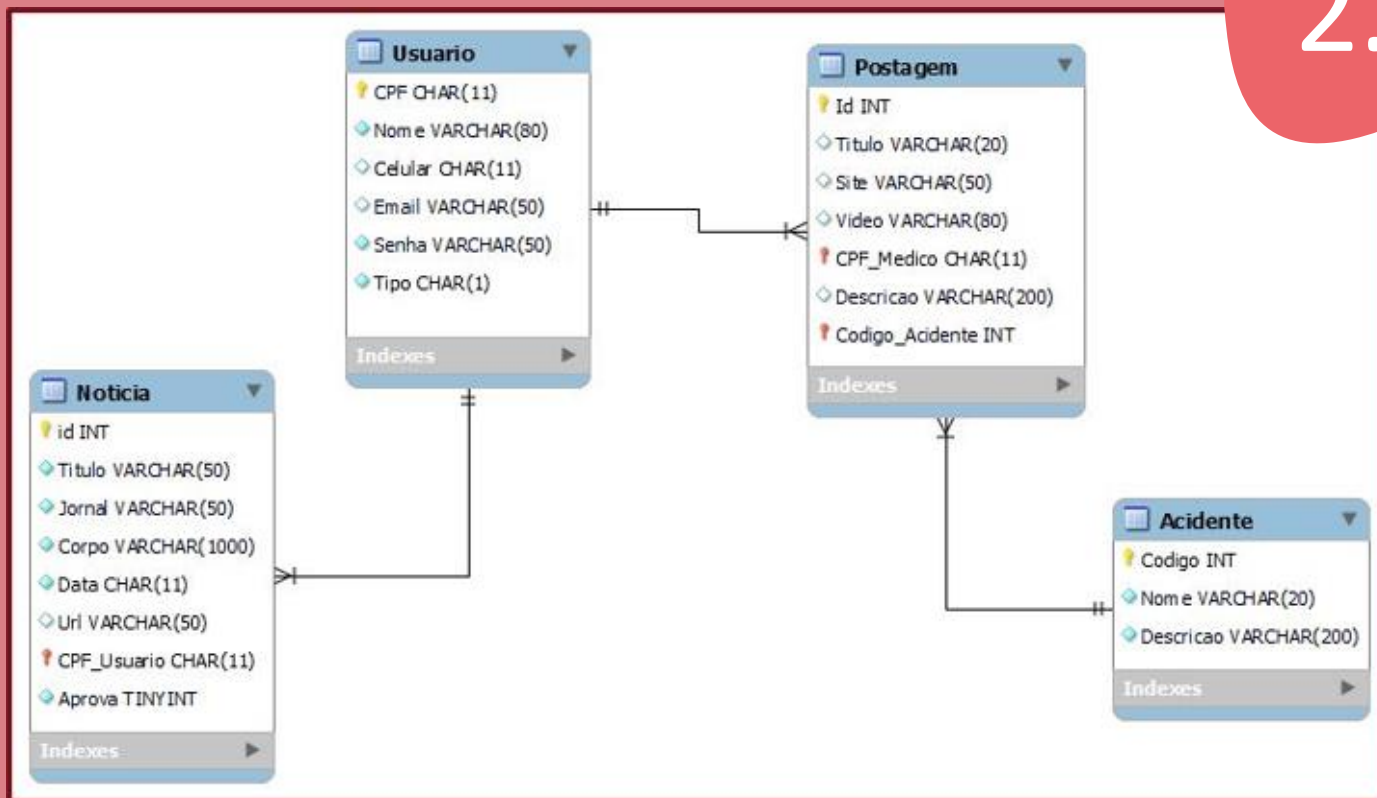 2.
Usuario
CPF CHAR(11)
Nome VARCHAR(80)
Celular CHAR(11)
Email VARCHAR(50)
Senha VARCHAR(50)
Tipo CHAR(1)
Indexes
Postagem
Id INT
Titulo VARCHAR(20)
Site VARCHAR(50)
Video VARCHAR(80)
CPF_Medico CHAR(11)
Descricao VARCHAR(200)
Codigo_Acidente INT
Indexes
Noticia
id INT
Titulo VARCHAR(50)
Jornal VARCHAR(50)
Corpo VARCHAR(1000)
Data CHAR(11)
Url VARCHAR(50)
CPF_Usuario CHAR(11)
Aprova TINYINT
Indexes
Acidente
Codigo INT
Nome VARCHAR(20)
Descricao VARCHAR(200)
Indexes